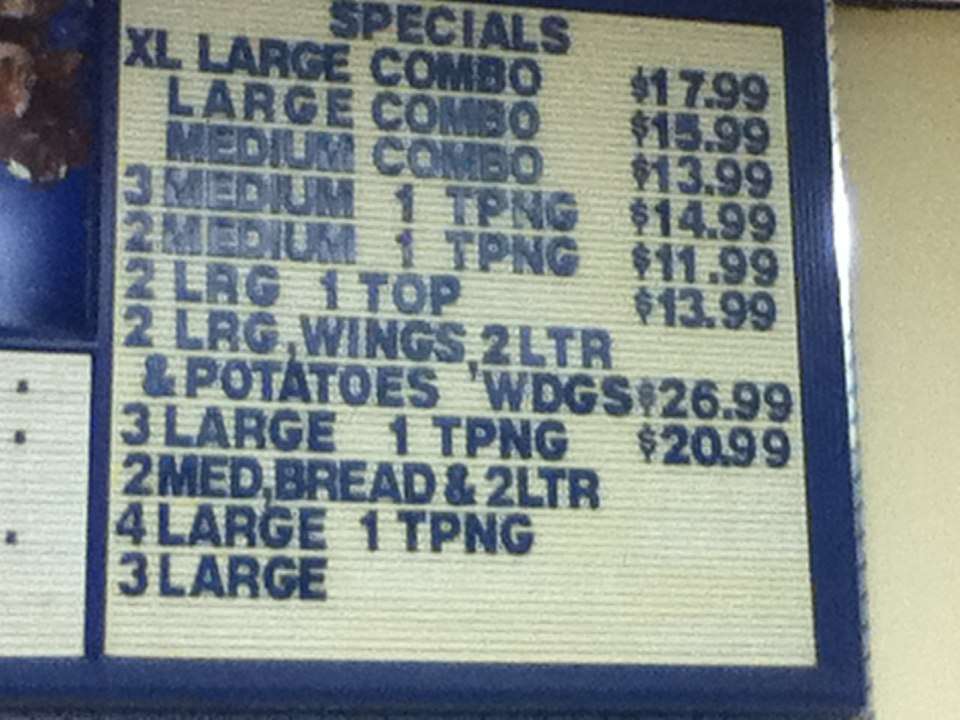 SPECIALS
XL LARGE COMBO $17.99
LARGE COMBO $15.99
MEDIUM COMBO $13.99
3 MEDIUM 1 TPNG $14.99
2 MEDIUM 1 TPNG $11.99
2 LRG 1 TOP $13.99
2 LRG, WINGS, 2LTR
& POTATOES 'WDGS $26.99
3 LARGE 1 TPNG $20.99
2 MED, BREAD & 2LTR
4 LARGE 1 TPNG
3 LARGE